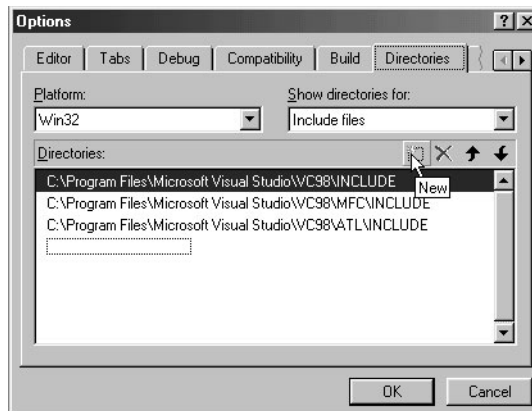 Options
Editor Tabs Debug Compatibility Build Directories
Platform: Show directories for:
Win32 Include files
Directories:
C:\Program Files\Microsoft Visual Studio\VC98\INCLUDE
New
C:\Program Files\Microsoft Visual Studio\VC98\MFC\INCLUDE
C:\Program Files\Microsoft Visual Studio\VC98\ATL\INCLUDE
OK Cancel